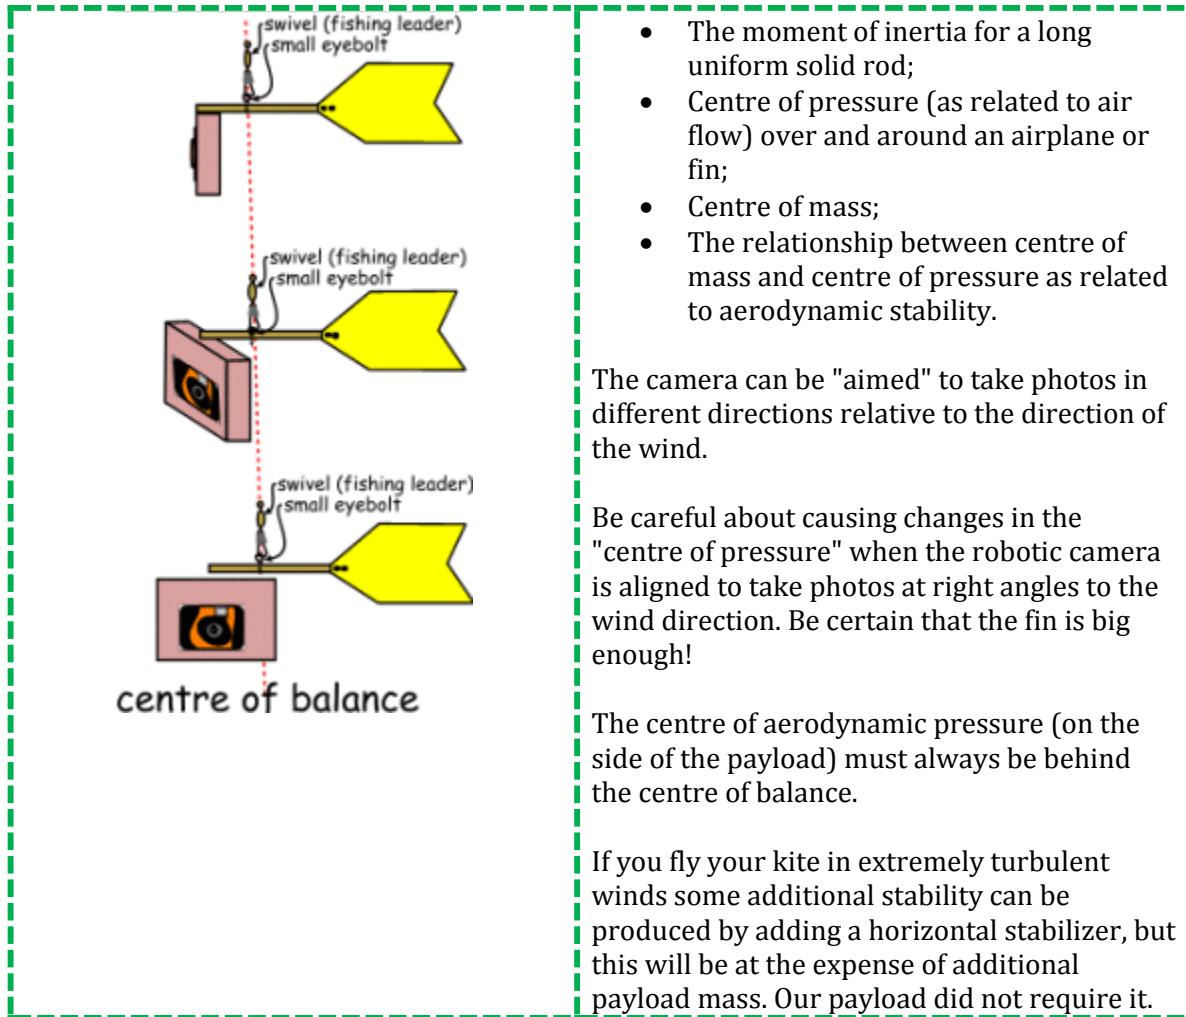 swivel (fishing leader)
small eyebolt
swivel (fishing leader)
small eyebolt
swivel (fishing leader)
small eyebolt
centre of balance
• The moment of inertia for a long
uniform solid rod;
• Centre of pressure (as related to air
flow) over and around an airplane or
fin;
• Centre of mass;
• The relationship between centre of
mass and centre of pressure as related
to aerodynamic stability.
The camera can be "aimed" to take photos in
different directions relative to the direction of
the wind.
Be careful about causing changes in the
"centre of pressure" when the robotic camera
is aligned to take photos at right angles to the
wind direction. Be certain that the fin is big
enough!
The centre of aerodynamic pressure (on the
side of the payload) must always be behind
the centre of balance.
If you fly your kite in extremely turbulent
winds some additional stability can be
produced by adding a horizontal stabilizer, but
this will be at the expense of additional
payload mass. Our payload did not require it.